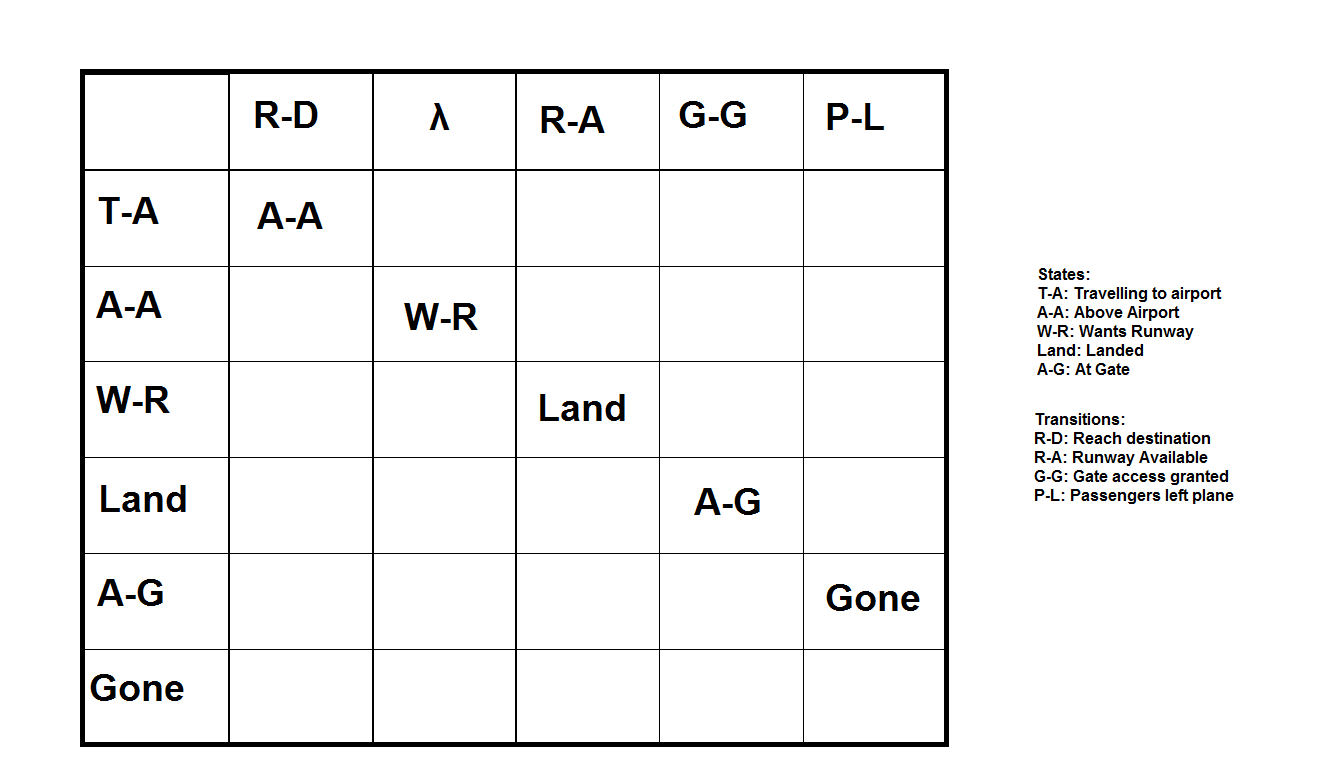 R-D λ R-A G-G P-L
T-A A-A
A-A W-R
W-R Land
Land A-G
A-G Gone
Gone
States:
T-A: Travelling to airport
A-A: Above Airport
W-R: Wants Runway
Land: Landed
A-G: At Gate
Transitions:
R-D: Reach destination
R-A: Runway Available
G-G: Gate access granted
P-L: Passengers left plane